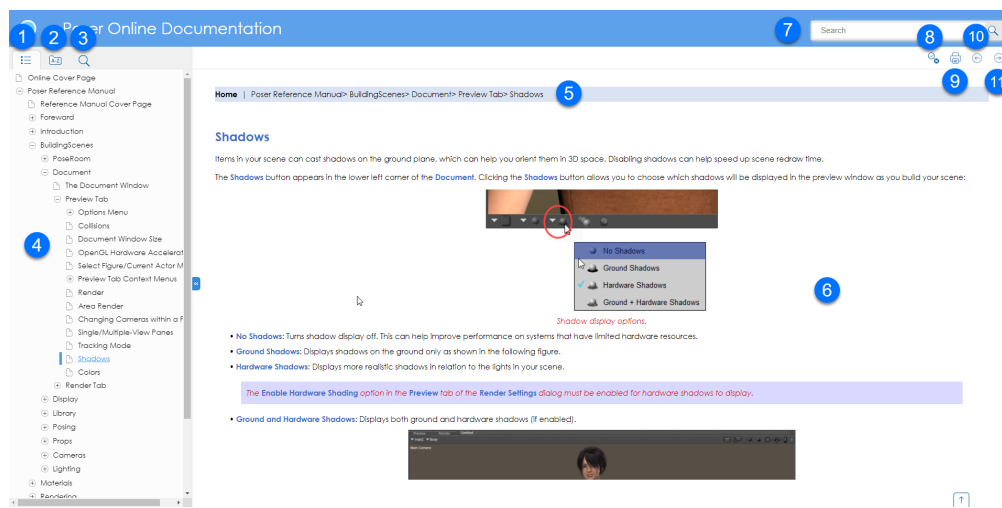 Poser Online Documentation
7
Search
8
10
1
2
3
A-Z
9
11
Online Cover Page
Poser Reference Manual
Reference Manual Cover Page
Foreward
Introduction
BuildingScenes
PoseRoom
Document
The Document Window
Preview Tab
Options Menu
Collisions
Document Window Size
OpenGL Hardware Accelerat
Select Figure/Current Actor M
Preview Tab Context Menus
Render
Area Render
Changing Cameras within a F
Single/Multiple-View Panes
Tracking Mode
Shadows
Colors
Render Tab
Display
Library
Posing
Props
Cameras
Lighting
Materials
Rendering
4
Home | Poser Reference Manual> BuildingScenes> Document> Preview Tab> Shadows
5
Shadows
Items in your scene can cast shadows on the ground plane, which can help you orient them in 3D space. Disabling shadows can help speed up scene redraw time.
The Shadows button appears in the lower left corner of the Document. Clicking the Shadows button allows you to choose which shadows will be displayed in the preview window as you build your scene:
No Shadows
Ground Shadows
Hardware Shadows
Ground + Hardware Shadows
6
Shadow display options.
• No Shadows: Turns shadow display off. This can help improve performance on systems that have limited hardware resources.
• Ground Shadows: Displays shadows on the ground only as shown in the following figure.
• Hardware Shadows: Displays more realistic shadows in relation to the lights in your scene.
The Enable Hardware Shading option in the Preview tab of the Render Settings dialog must be enabled for hardware shadows to display.
• Ground and Hardware Shadows: Displays both ground and hardware shadows (if enabled).
Preview Render Untitled
Main Camera